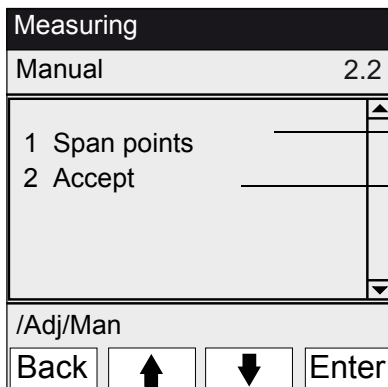 Measuring
Manual 2.2
1 Span points
2 Accept
/Adj/Man
Back Enter